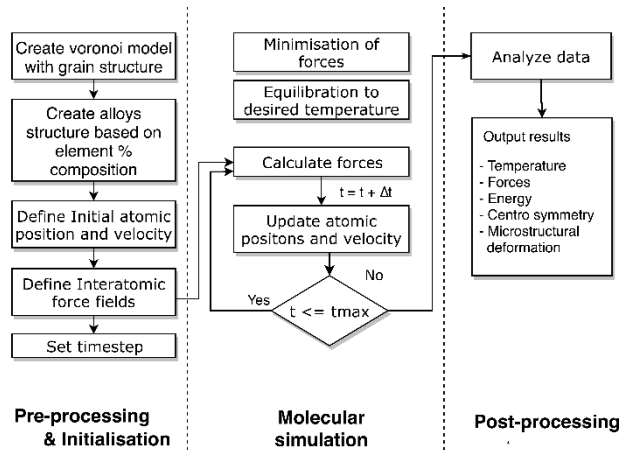 Create voronoi model
with grain structure
Create alloys
structure based on
element %
composition
Define Initial atomic
position and velocity
Define Interatomic
force fields
Set timestep
Pre-processing
& Initialisation
Minimisation of
forces
Equilibration to
desired temperature
Calculate forces
t = t + Δt
Update atomic
positons and velocity
No
Yes
t <= tmax
Molecular
simulation
Analyze data
Output results
- Temperature
- Forces
- Energy
- Centro symmetry
- Microstructural
deformation
Post-processing